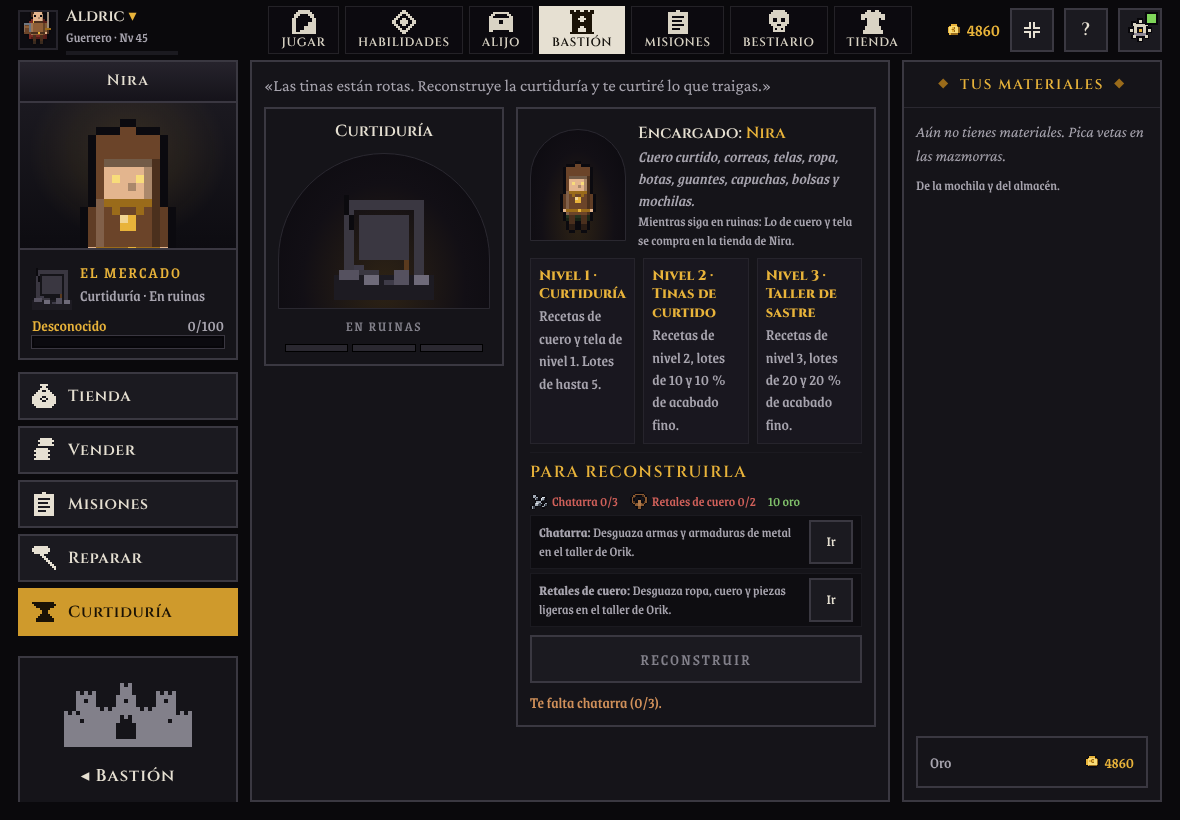 Aldric ▼
Guerrero · Nv 45
Jugar
Habilidades
Alijo
Bastión
Misiones
Bestiario
Tienda
4860
?
Nira
El Mercado
Curtiduría · En ruinas
Desconocido 0/100
Tienda
Vender
Misiones
Reparar
Curtiduría
◂ Bastión
«Las tinas están rotas. Reconstruye la curtiduría y te curtiré lo que traigas.»
Curtiduría
EN RUINAS
Encargado: Nira
Cuero curtido, correas, telas, ropa,
botas, guantes, capuchas, bolsas y
mochilas.
Mientras siga en ruinas: Lo de cuero y tela
se compra en la tienda de Nira.
Nivel 1 ·
Curtiduría
Recetas de
cuero y tela de
nivel 1. Lotes
de hasta 5.
Nivel 2 ·
Tinas de
curtido
Recetas de
nivel 2, lotes
de 10 y 10 %
de acabado
fino.
Nivel 3 ·
Taller de
sastre
Recetas de
nivel 3, lotes
de 20 y 20 %
de acabado
fino.
PARA RECONSTRUIRLA
Chatarra 0/3 Retales de cuero 0/2 10 oro
Chatarra: Desguaza armas y armaduras de metal
en el taller de Orik.
Ir
Retales de cuero: Desguaza ropa, cuero y piezas
ligeras en el taller de Orik.
Ir
RECONSTRUIR
Te falta chatarra (0/3).
TUS MATERIALES
Aún no tienes materiales. Pica vetas en
las mazmorras.
De la mochila y del almacén.
Oro 4860